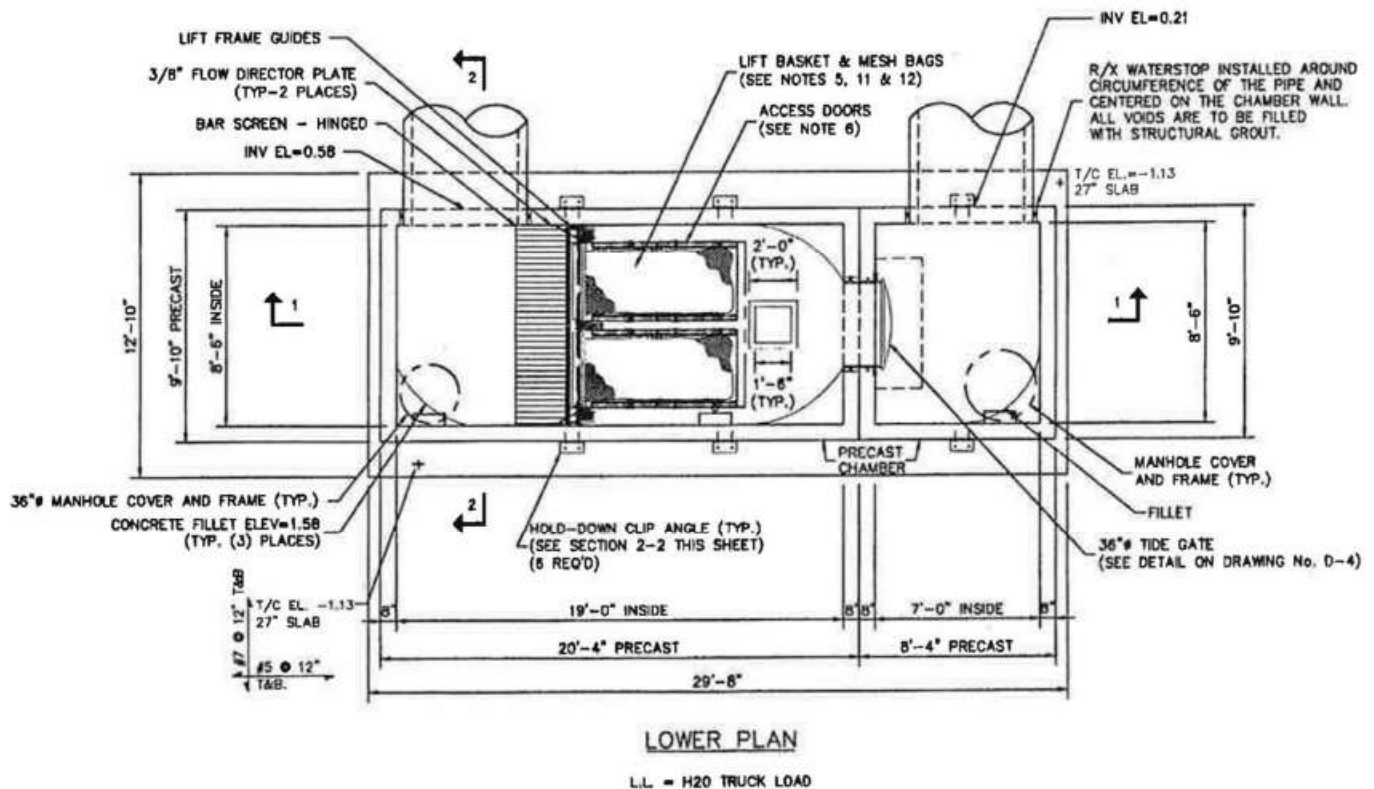 INV EL=0.21
LIFT FRAME GUIDES
2
3/8" FLOW DIRECTOR PLATE
(TYP-2 PLACES)
LIFT BASKET & MESH BAGS
(SEE NOTES 5, 11 & 12)
R/X WATERSTOP INSTALLED AROUND
CIRCUMFERENCE OF THE PIPE AND
CENTERED ON THE CHAMBER WALL.
ALL VOIDS ARE TO BE FILLED
WITH STRUCTURAL GROUT.
BAR SCREEN - HINGED
ACCESS DOORS
(SEE NOTE 6)
INV EL=0.58
T/C EL.=-1.13
27" SLAB
12'-10"
9'-10" PRECAST
8'-6" INSIDE
1
2'-0"
(TYP.)
1'-6"
(TYP.)
1
8'-6"
9'-10"
PRECAST
CHAMBER
MANHOLE COVER
AND FRAME (TYP.)
36"ø MANHOLE COVER AND FRAME (TYP.)
CONCRETE FILLET ELEV=1.58
(TYP. (3) PLACES)
2
HOLD-DOWN CLIP ANGLE (TYP.)
(SEE SECTION 2-2 THIS SHEET)
(6 REQ'D)
FILLET
36"ø TIDE GATE
(SEE DETAIL ON DRAWING No. D-4)
#7 @ 12" T&B
T/C EL. -1.13
27" SLAB
#5 @ 12"
T&B.
8"
19'-0" INSIDE
8"
8"
7'-0" INSIDE
8"
20'-4" PRECAST
8'-4" PRECAST
29'-8"
LOWER PLAN
L.L. = H20 TRUCK LOAD